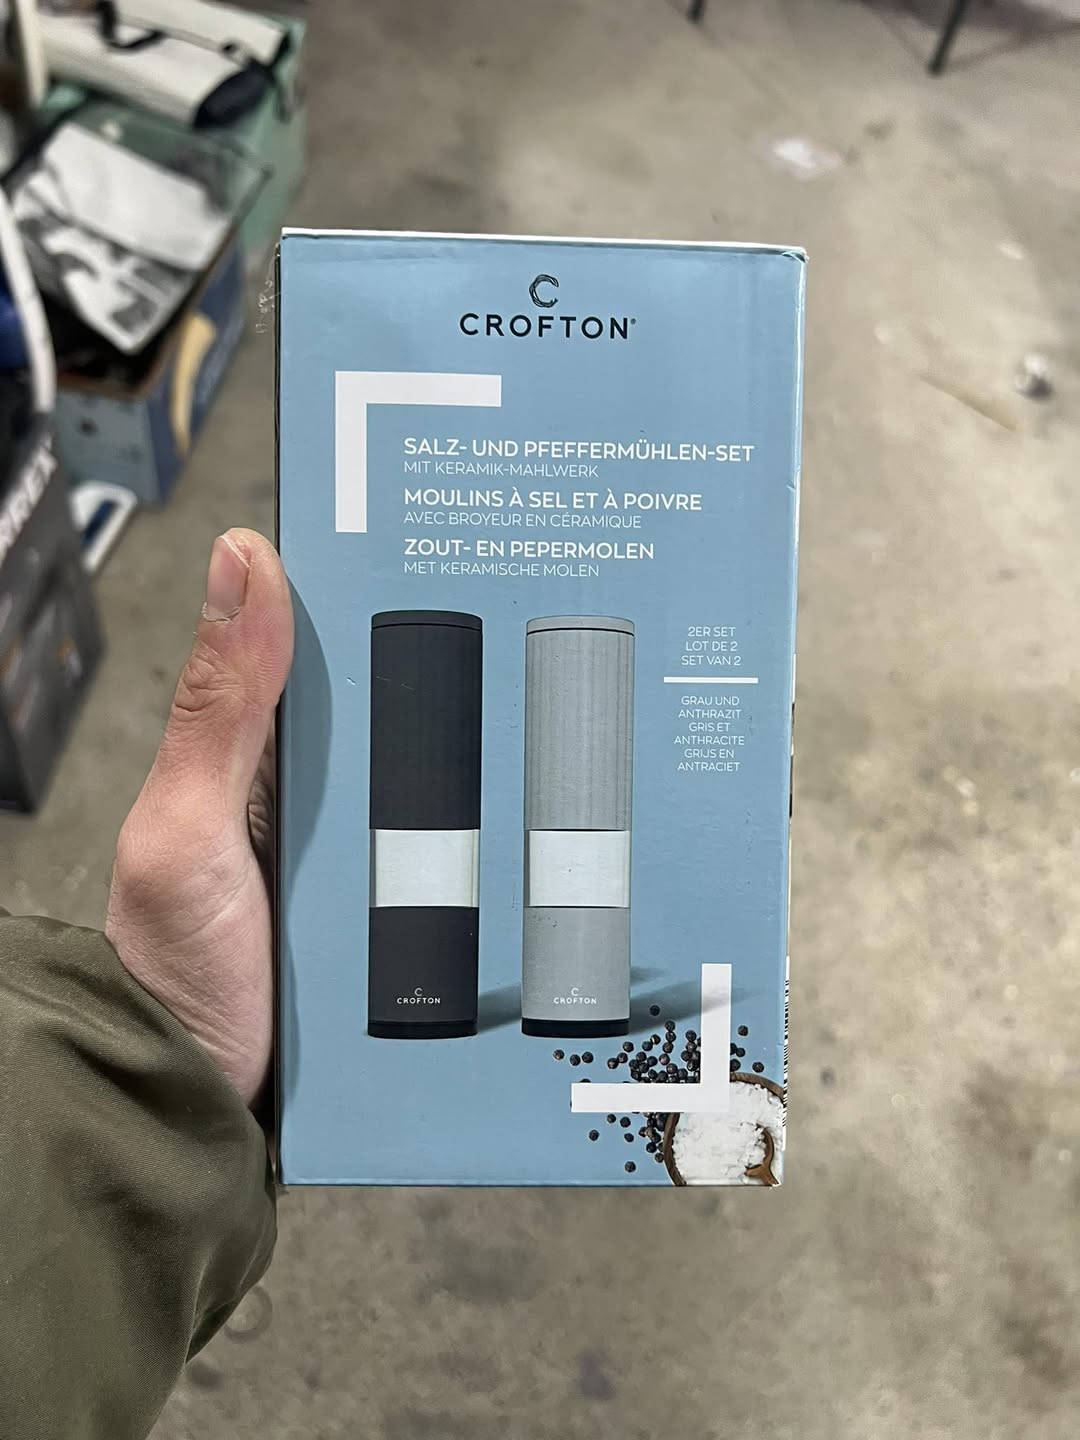 C
CROFTON®
SALZ- UND PFEFFERMÜHLEN-SET
MIT KERAMIK-MAHLWERK
MOULINS À SEL ET À POIVRE
AVEC BROYEUR EN CÉRAMIQUE
ZOUT- EN PEPERMOLEN
MET KERAMISCHE MOLEN
2ER SET
LOT DE 2
SET VAN 2
GRAU UND
ANTHRAZIT
GRIS ET
ANTHRACITE
GRIJS EN
ANTRACIET
C
CROFTON
C
CROFTON